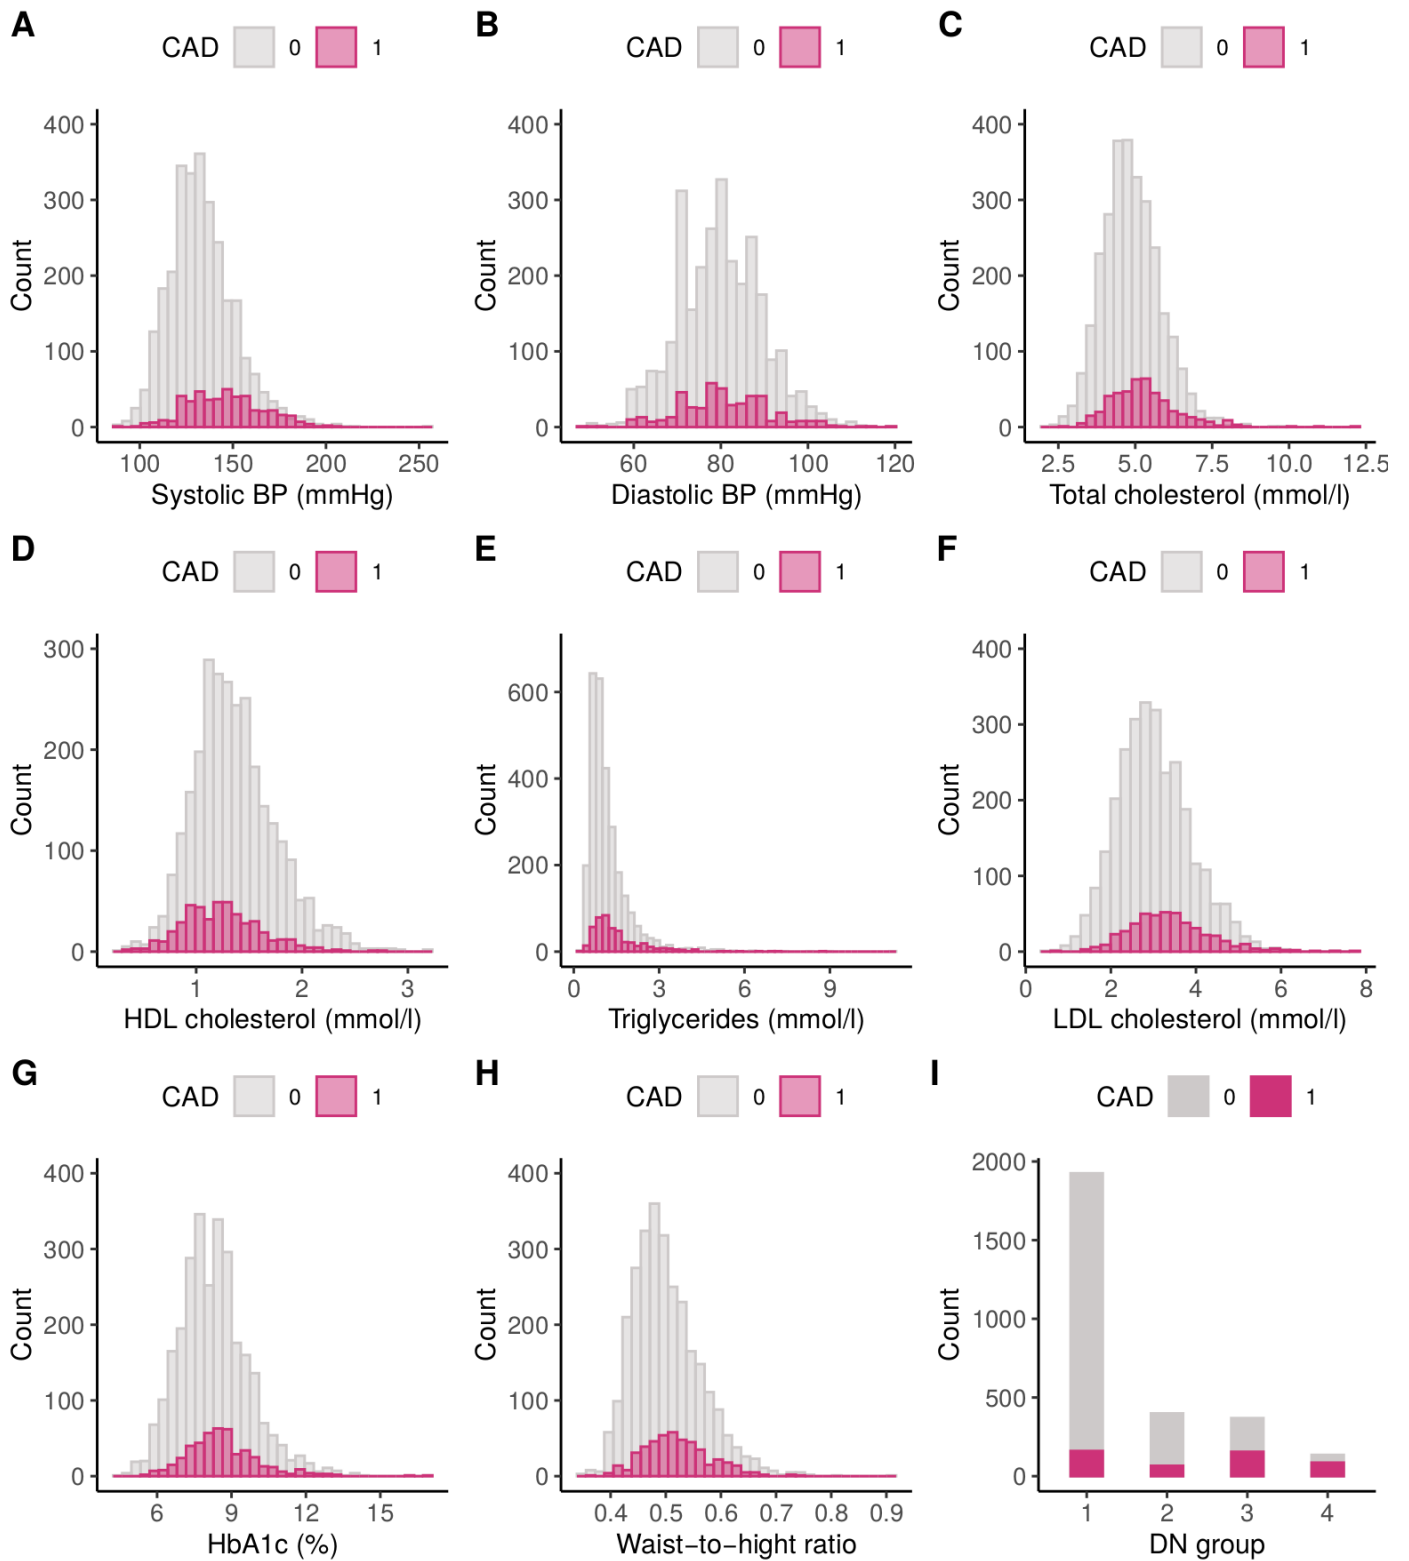 A
CAD 0 1
400
300
200
100
0
Count
100 150 200 250
Systolic BP (mmHg)
B
CAD 0 1
400
300
200
100
0
Count
60 80 100 120
Diastolic BP (mmHg)
C
CAD 0 1
400
300
200
100
0
Count
2.5 5.0 7.5 10.0 12.5
Total cholesterol (mmol/l)
D
CAD 0 1
300
200
100
0
Count
1 2 3
HDL cholesterol (mmol/l)
E
CAD 0 1
600
400
200
0
Count
0 3 6 9
Triglycerides (mmol/l)
F
CAD 0 1
400
300
200
100
0
Count
0 2 4 6 8
LDL cholesterol (mmol/l)
G
CAD 0 1
400
300
200
100
0
Count
6 9 12 15
HbA1c (%)
H
CAD 0 1
400
300
200
100
0
Count
0.4 0.5 0.6 0.7 0.8 0.9
Waist−to−hight ratio
I
CAD 0 1
2000
1500
1000
500
0
Count
1 2 3 4
DN group